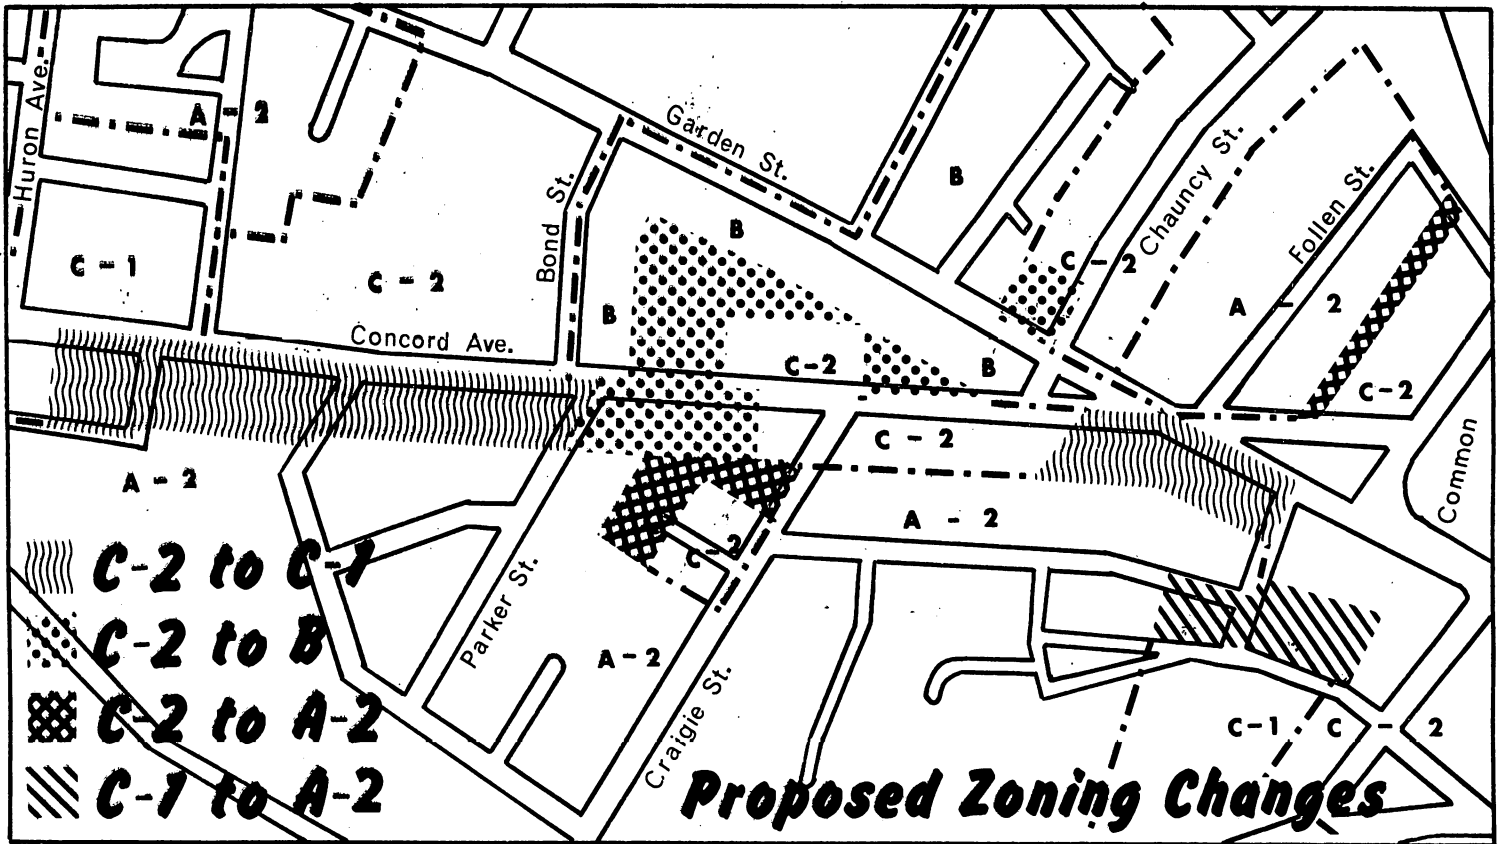 Huron Ave.
A - 2
Garden St.
B
Chauncy St.
Follen St.
Bond St.
B
C - 2
C - 1
C - 2
B
A - 2
Concord Ave.
C-2
B
C-2
C - 2
Common
A - 2
A - 2
C-2
Parker St.
A-2
Craigie St.
C-1
C - 2
C-2 to C-1
C-2 to B
C-2 to A-2
C-1 to A-2
Proposed Zoning Changes